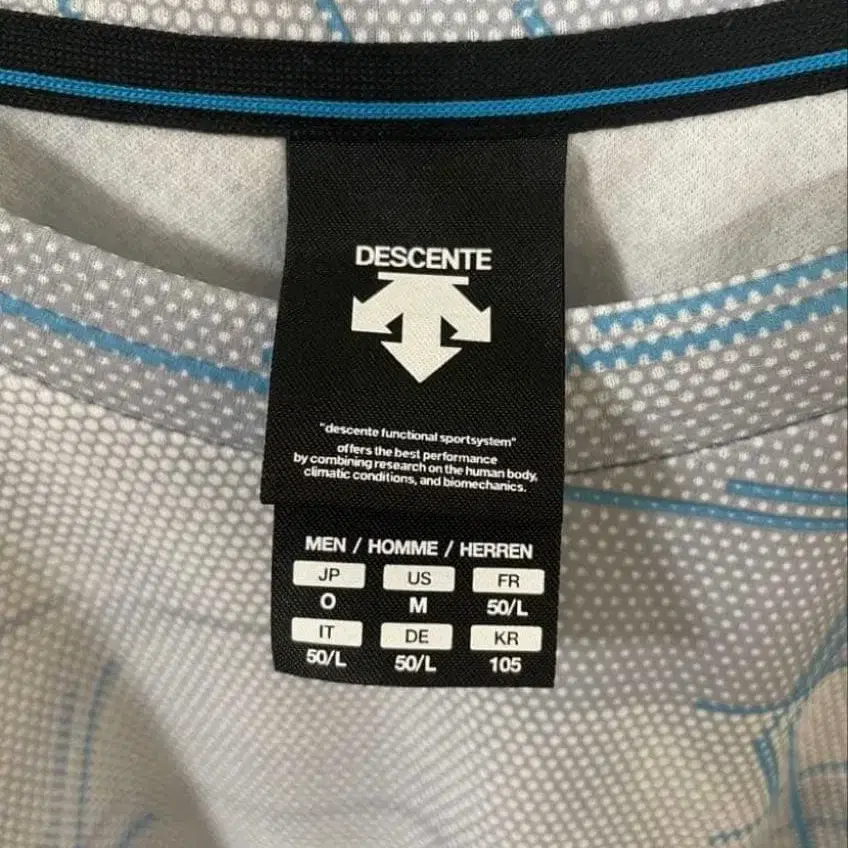 DESCENTE
"descente functional sportsystem"
offers the best performance
by combining research on the human body,
climatic conditions, and biomechanics.
MEN / HOMME / HERREN
JP US FR
O M 50/L
IT DE KR
50/L 50/L 105